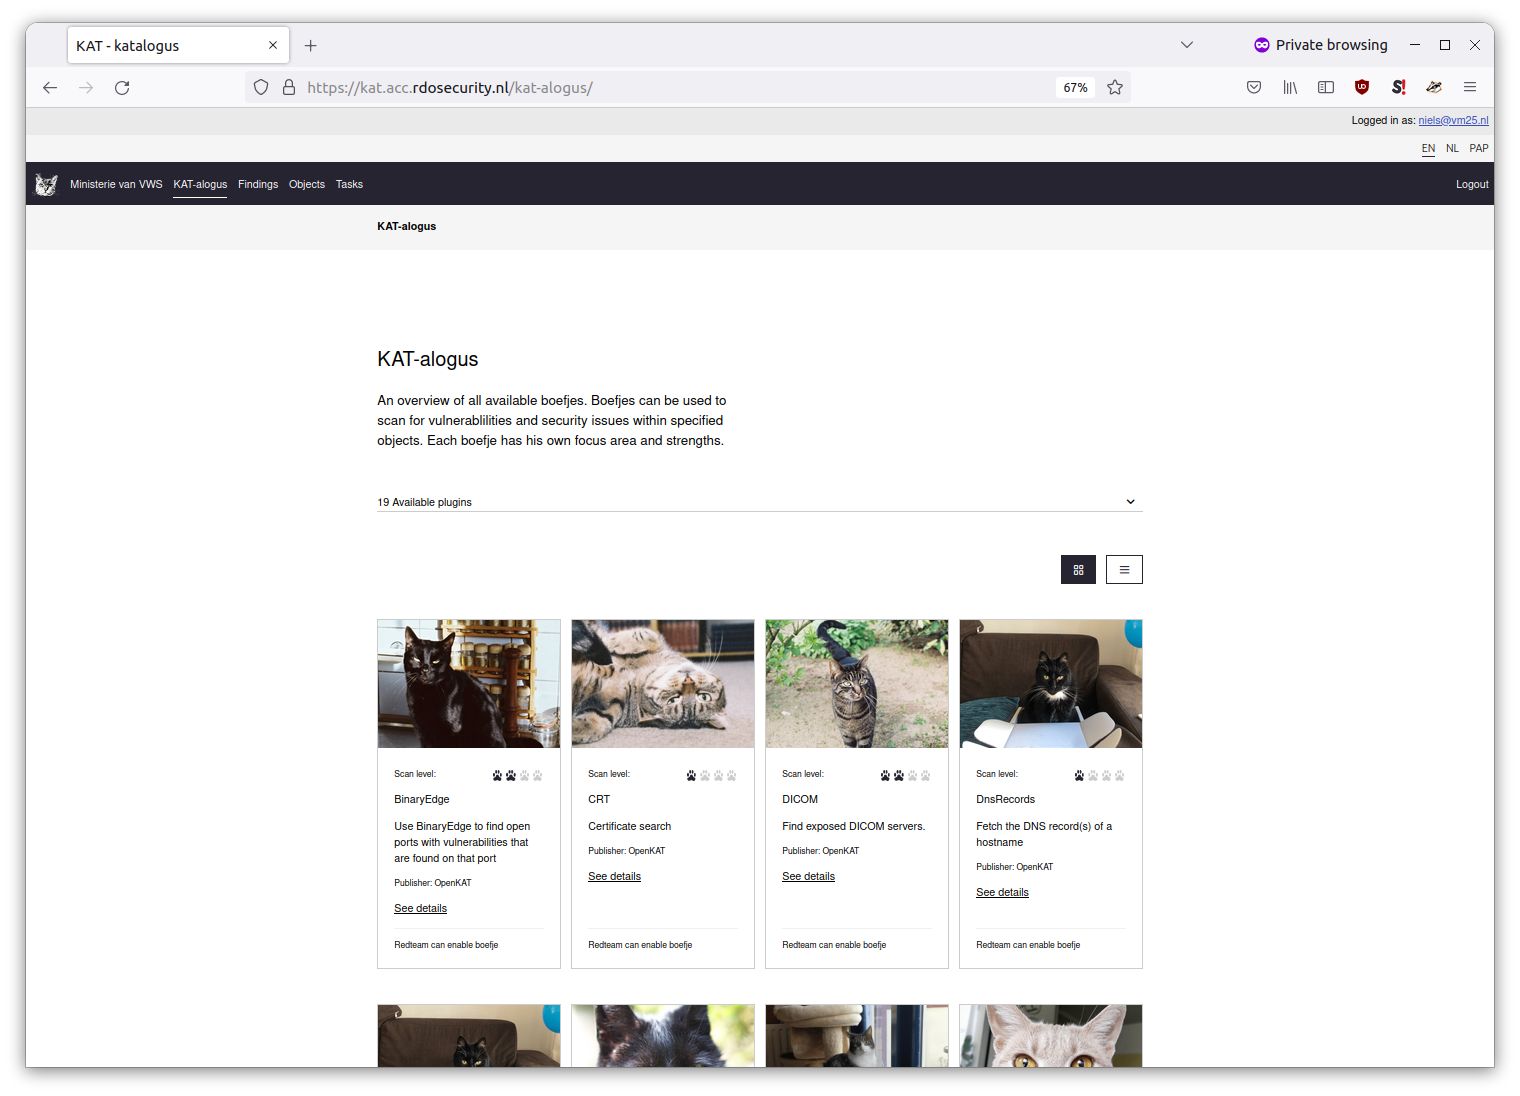 KAT - katalogus
Private browsing
https://kat.acc.rdosecurity.nl/kat-alogus/
67%
Logged in as: niels@vm25.nl
EN NL PAP
Ministerie van VWS KAT-alogus Findings Objects Tasks Logout
KAT-alogus
KAT-alogus
An overview of all available boefjes. Boefjes can be used to
scan for vulnerablilities and security issues within specified
objects. Each boefje has his own focus area and strengths.
19 Available plugins
Scan level:
BinaryEdge
Use BinaryEdge to find open
ports with vulnerabilities that
are found on that port
Publisher: OpenKAT
See details
Redteam can enable boefje
Scan level:
CRT
Certificate search
Publisher: OpenKAT
See details
Redteam can enable boefje
Scan level:
DICOM
Find exposed DICOM servers.
Publisher: OpenKAT
See details
Redteam can enable boefje
Scan level:
DnsRecords
Fetch the DNS record(s) of a
hostname
Publisher: OpenKAT
See details
Redteam can enable boefje